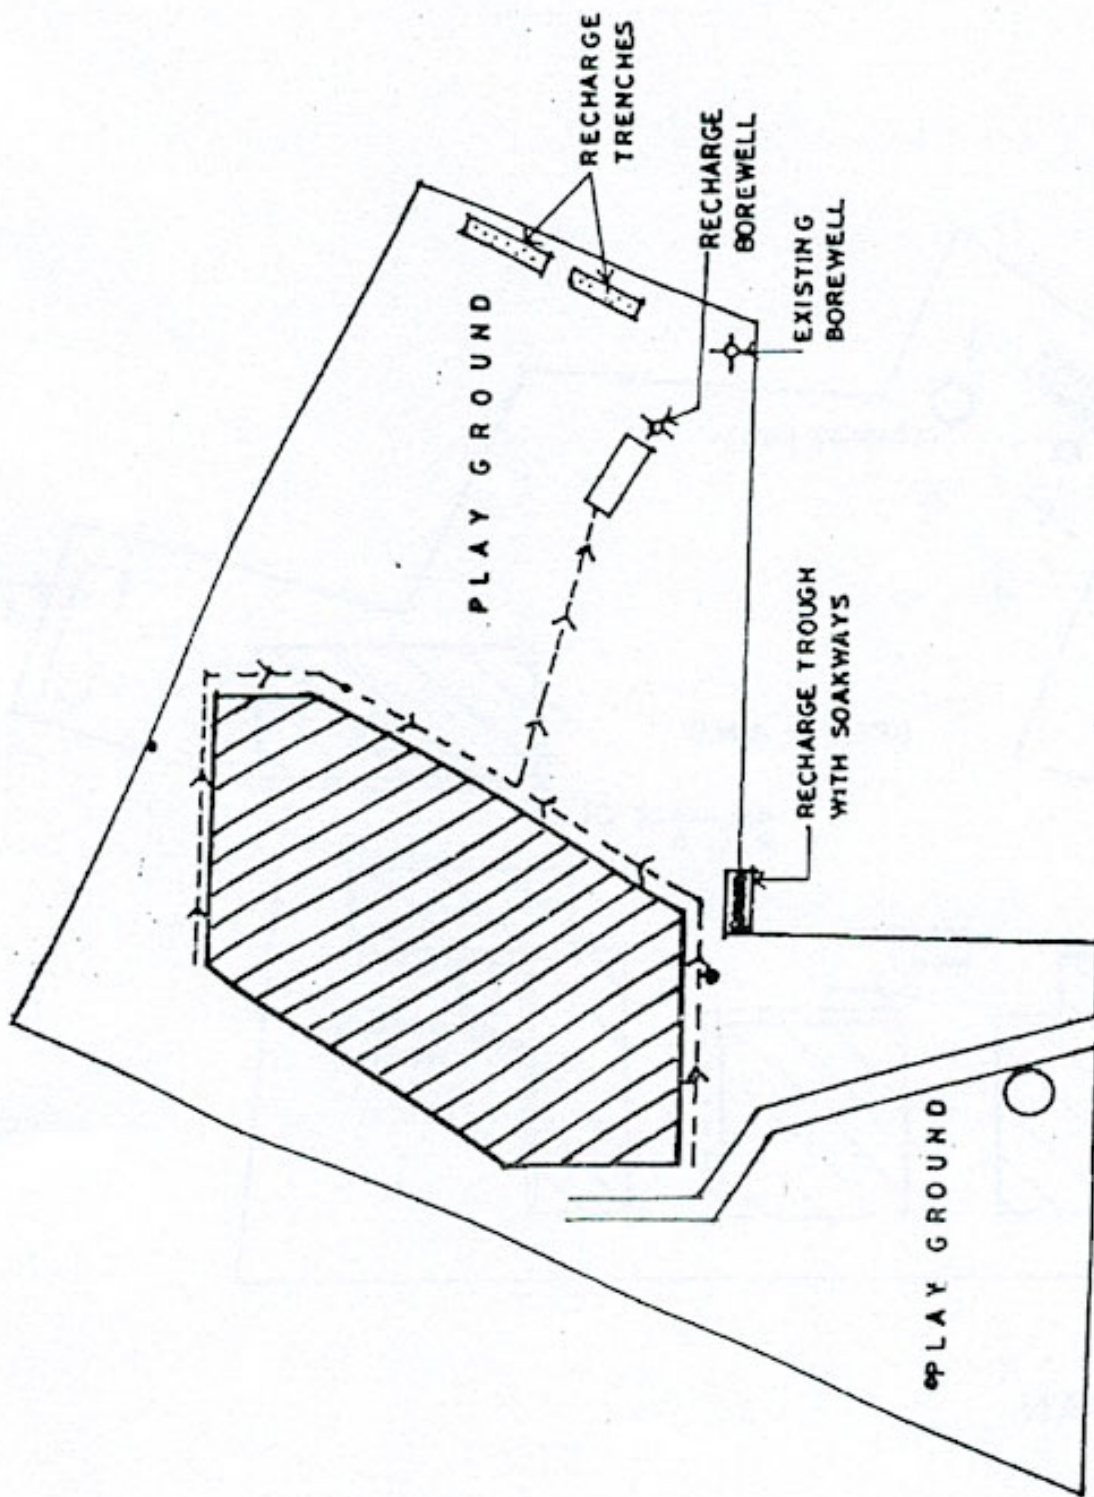 RECHARGE
TRENCHES
RECHARGE
BOREWELL
EXISTING
BOREWELL
PLAY GROUND
RECHARGE TROUGH
WITH SOAKWAYS
PLAY GROUND